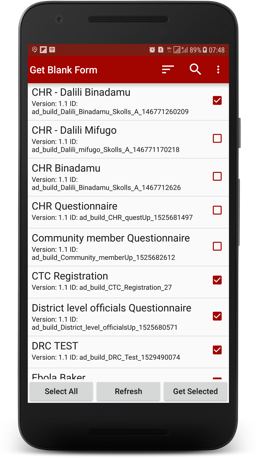 89% 07:48
Get Blank Form
CHR - Dalili Binadamu
Version: 1.1 ID:
ad_build_Dalili_Binadamu_Skolls_A_146771260209
CHR - Dalili Mifugo
Version: 1.1 ID:
ad_build_Dalili_mifugo_Skolls_A_146771170218
CHR Binadamu
Version: 1.1 ID:
ad_build_Dalili_Binadamu_Skolls_A_1467712626
CHR Questionnaire
Version: 1.1 ID: ad_build_CHR_questUp_1525681497
Community member Questionnaire
Version: 1.1 ID:
ad_build_Community_memberUp_1525682612
CTC Registration
Version: 1.1 ID: ad_build_CTC_Registration_27
District level officials Questionnaire
Version: 1.1 ID:
ad_build_District_level_officialsUp_1525680571
DRC TEST
Version: 1.1 ID: ad_build_DRC_Test_1529490074
Ebola Baker
Select All
Refresh
Get Selected